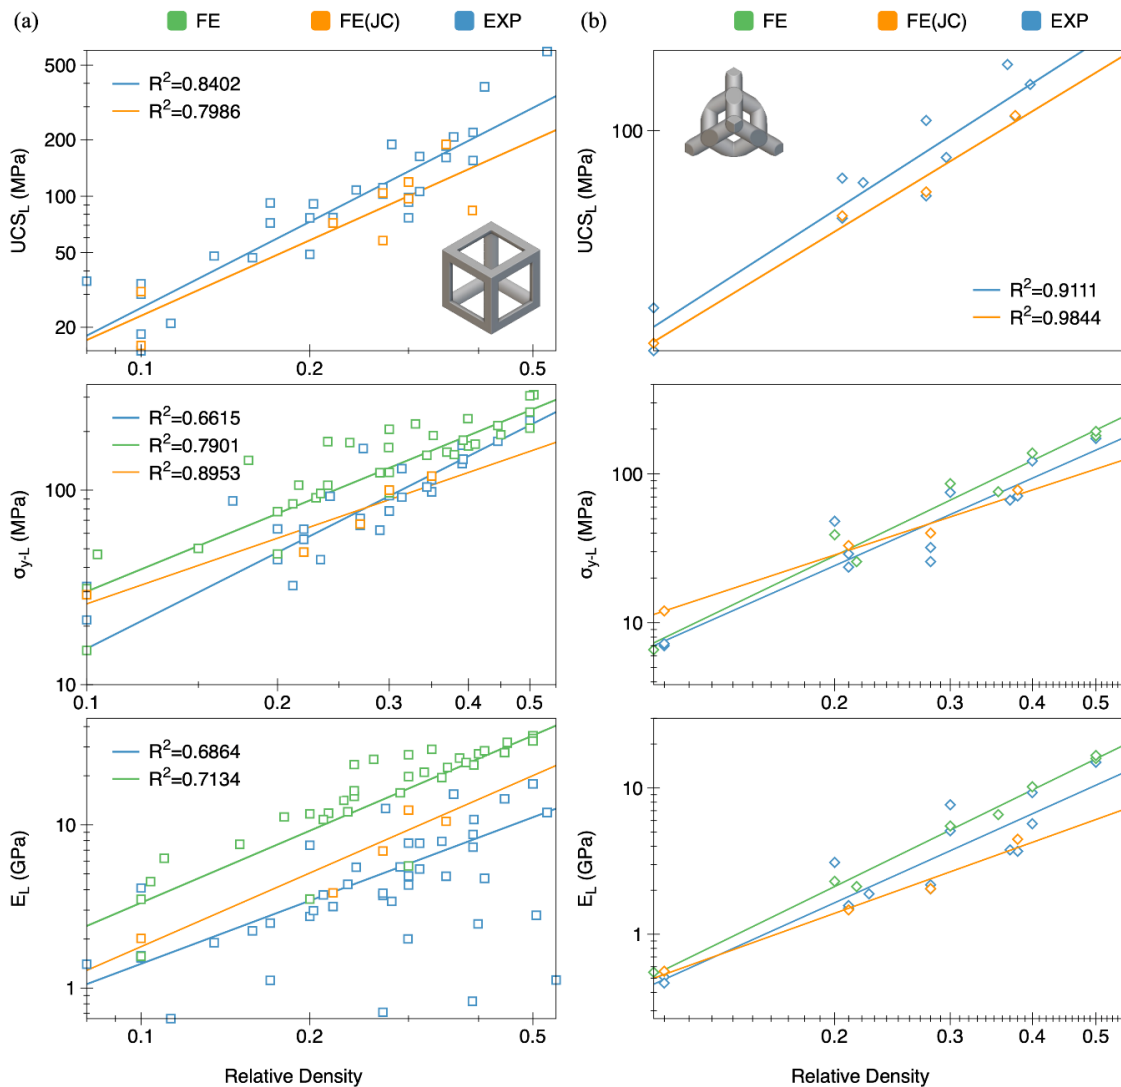 (a) FE FE(JC) EXP
(b) FE FE(JC) EXP
UCS_L (MPa)
500
200
100
50
20
R²=0.8402
R²=0.7986
0.1 0.2 0.5
UCS_L (MPa)
100
R²=0.9111
R²=0.9844
σ_y-L (MPa)
100
10
R²=0.6615
R²=0.7901
R²=0.8953
0.1 0.2 0.3 0.4 0.5
σ_y-L (MPa)
100
10
0.2 0.3 0.4 0.5
E_L (GPa)
10
1
R²=0.6864
R²=0.7134
0.1 0.2 0.5
Relative Density
E_L (GPa)
10
1
0.2 0.3 0.4 0.5
Relative Density